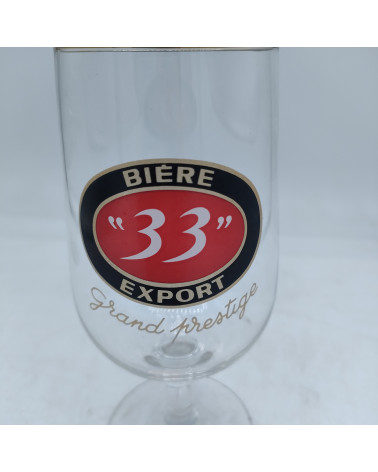 BIÈRE
"33"
EXPORT
Grand prestige